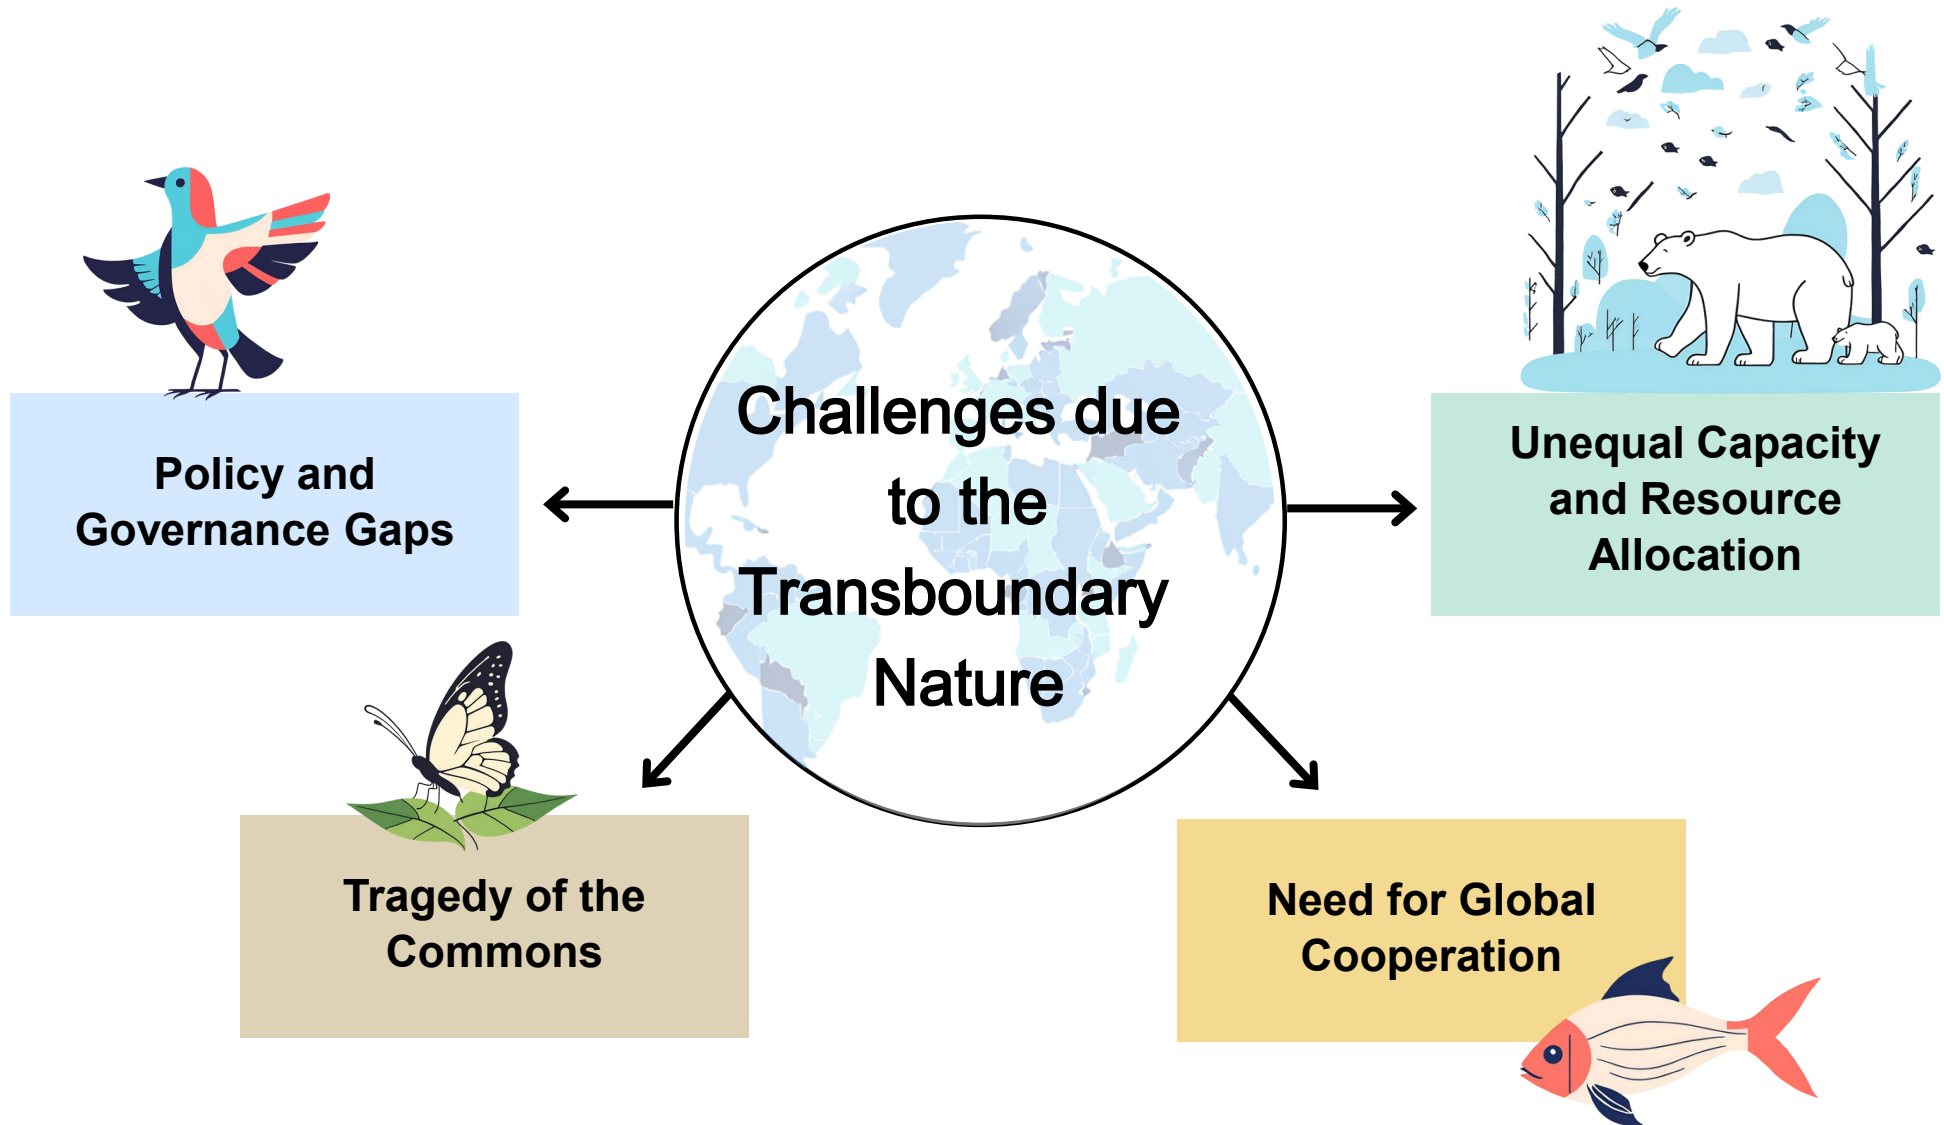 Challenges due
to the
Transboundary
Nature
Policy and
Governance Gaps
Unequal Capacity
and Resource
Allocation
Tragedy of the
Commons
Need for Global
Cooperation